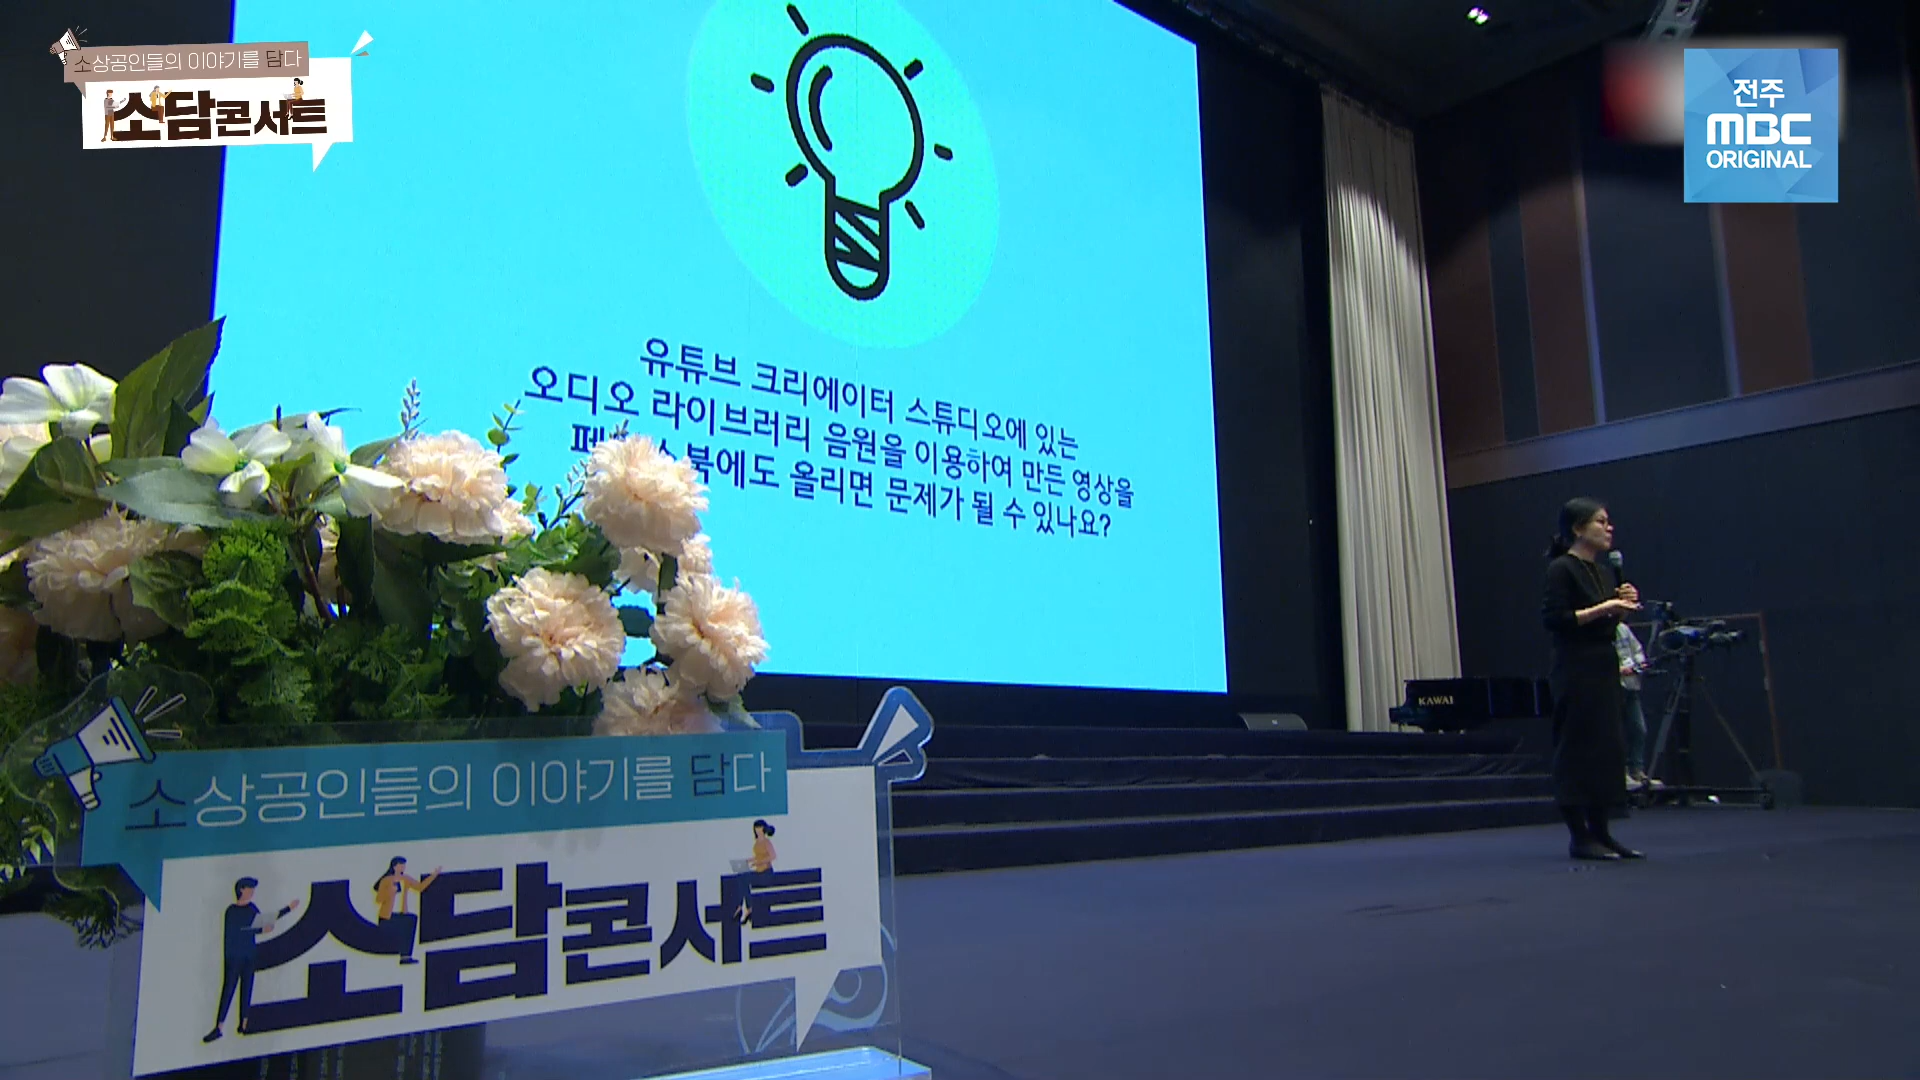 소상공인들의 이야기를 담다
소담콘서트
전주
MBC
ORIGINAL
유튜브 크리에이터 스튜디오에 있는
오디오 라이브러리 음원을 이용하여 만든 영상을
북에도 올리면 문제가 될 수 있나요?
KAWAI
소상공인들의 이야기를 담다
소담콘서트